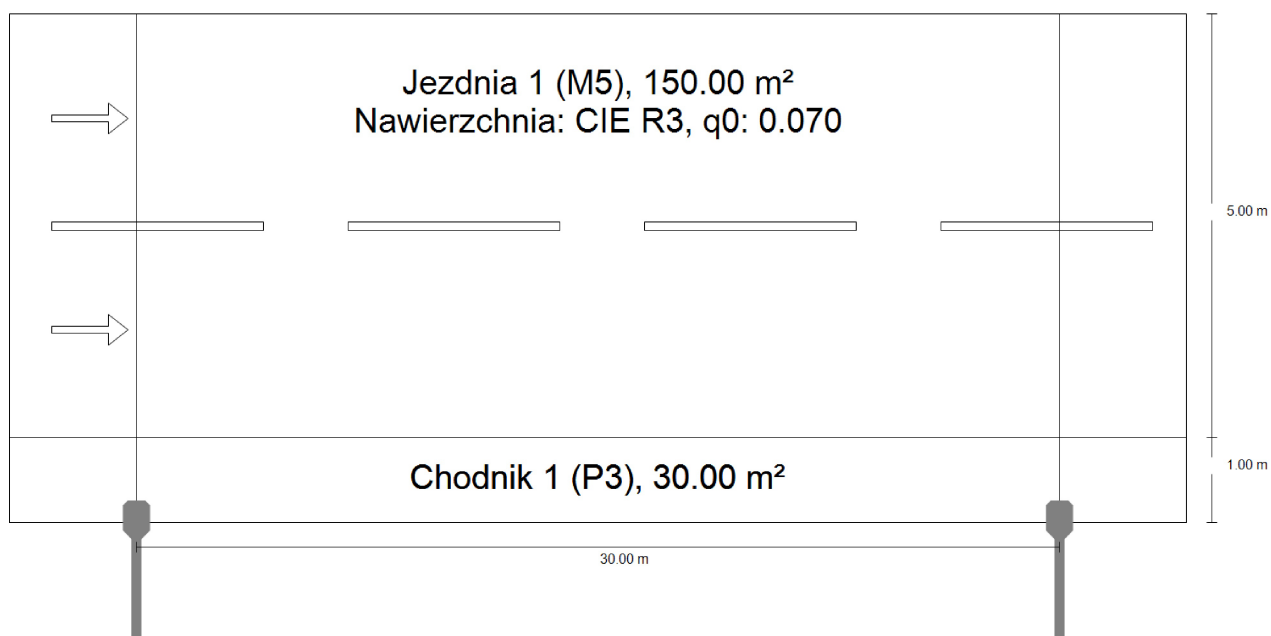 Jezdnia 1 (M5), 150.00 m²
Nawierzchnia: CIE R3, q0: 0.070
5.00 m
Chodnik 1 (P3), 30.00 m²
1.00 m
30.00 m